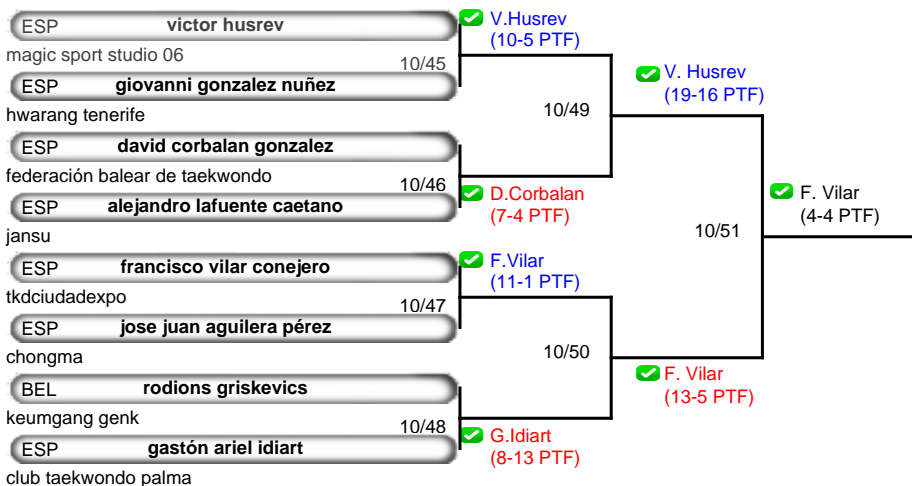 ESP victor husrev
magic sport studio 06
ESP giovanni gonzalez nuñez
hwarang tenerife
ESP david corbalan gonzalez
federación balear de taekwondo
ESP alejandro lafuente caetano
jansu
ESP francisco vilar conejero
tkdciudadexpo
ESP jose juan aguilera pérez
chongma
BEL rodions griskevics
keumgang genk
ESP gastón ariel idiart
club taekwondo palma
10/45
10/46
10/47
10/48
V.Husrev
(10-5 PTF)
D.Corbalan
(7-4 PTF)
F.Vilar
(11-1 PTF)
G.Idiart
(8-13 PTF)
10/49
10/50
V. Husrev
(19-16 PTF)
F. Vilar
(13-5 PTF)
10/51
F. Vilar
(4-4 PTF)